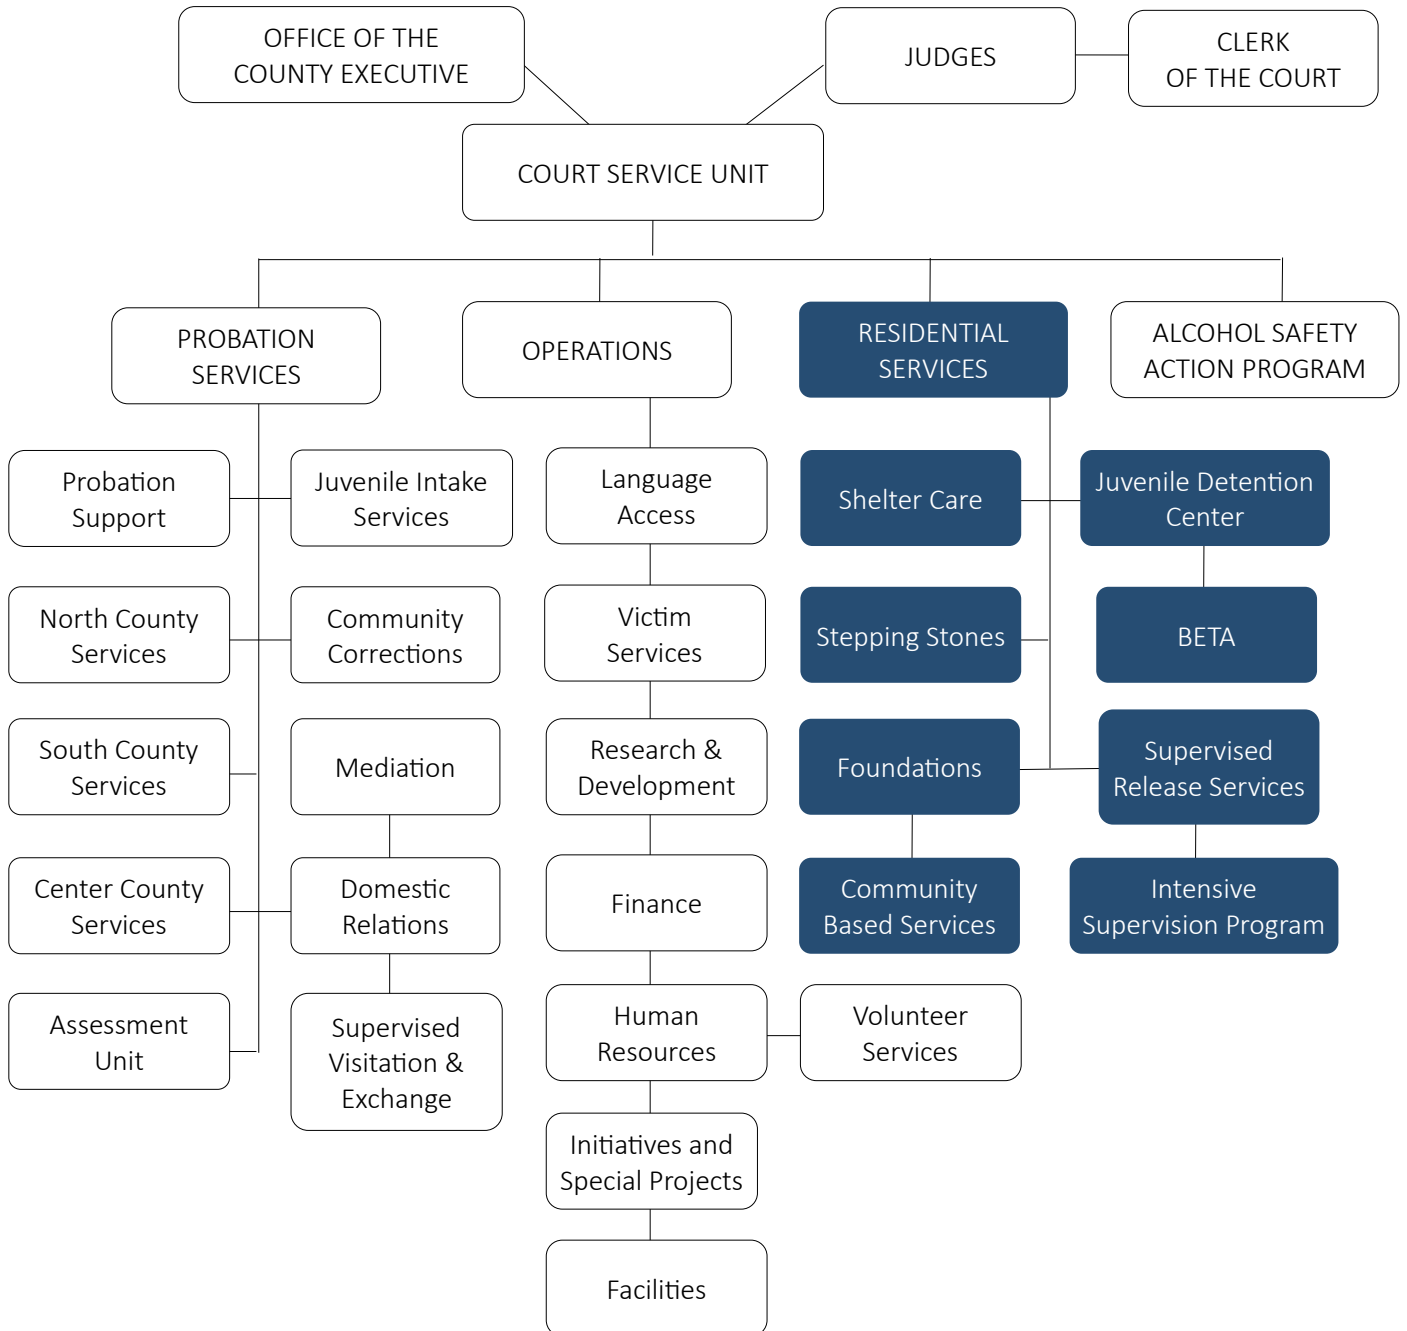 OFFICE OF THE
COUNTY EXECUTIVE
JUDGES
CLERK
OF THE COURT
COURT SERVICE UNIT
PROBATION
SERVICES
OPERATIONS
RESIDENTIAL
SERVICES
ALCOHOL SAFETY
ACTION PROGRAM
Probation
Support
Juvenile Intake
Services
North County
Services
Community
Corrections
South County
Services
Mediation
Center County
Services
Domestic
Relations
Assessment
Unit
Supervised
Visitation &
Exchange
Language
Access
Victim
Services
Research &
Development
Finance
Human
Resources
Volunteer
Services
Initiatives and
Special Projects
Facilities
Shelter Care
Juvenile Detention
Center
Stepping Stones
BETA
Foundations
Supervised
Release Services
Community
Based Services
Intensive
Supervision Program